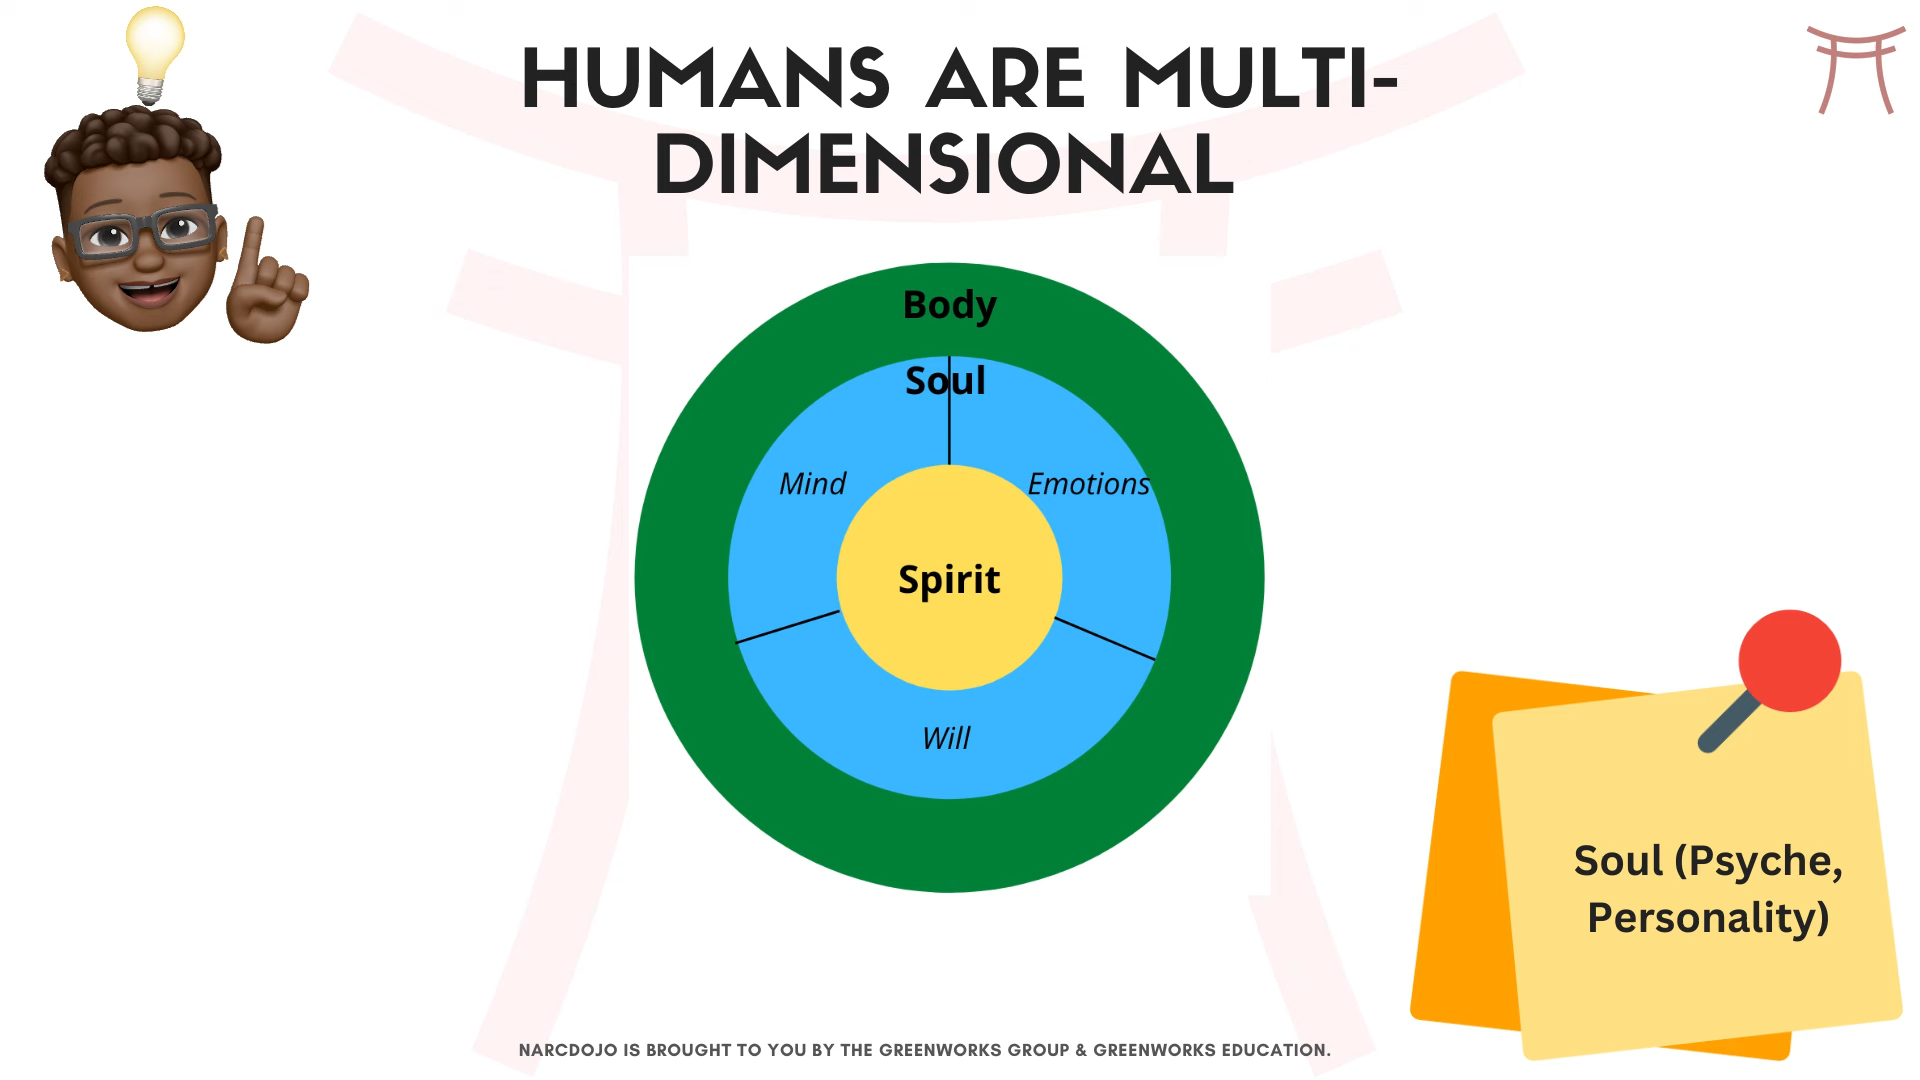 HUMANS ARE MULTI-
DIMENSIONAL
Body
Soul
Mind
Emotions
Spirit
Will
Soul (Psyche,
Personality)
NARCDOJO IS BROUGHT TO YOU BY THE GREENWORKS GROUP & GREENWORKS EDUCATION.